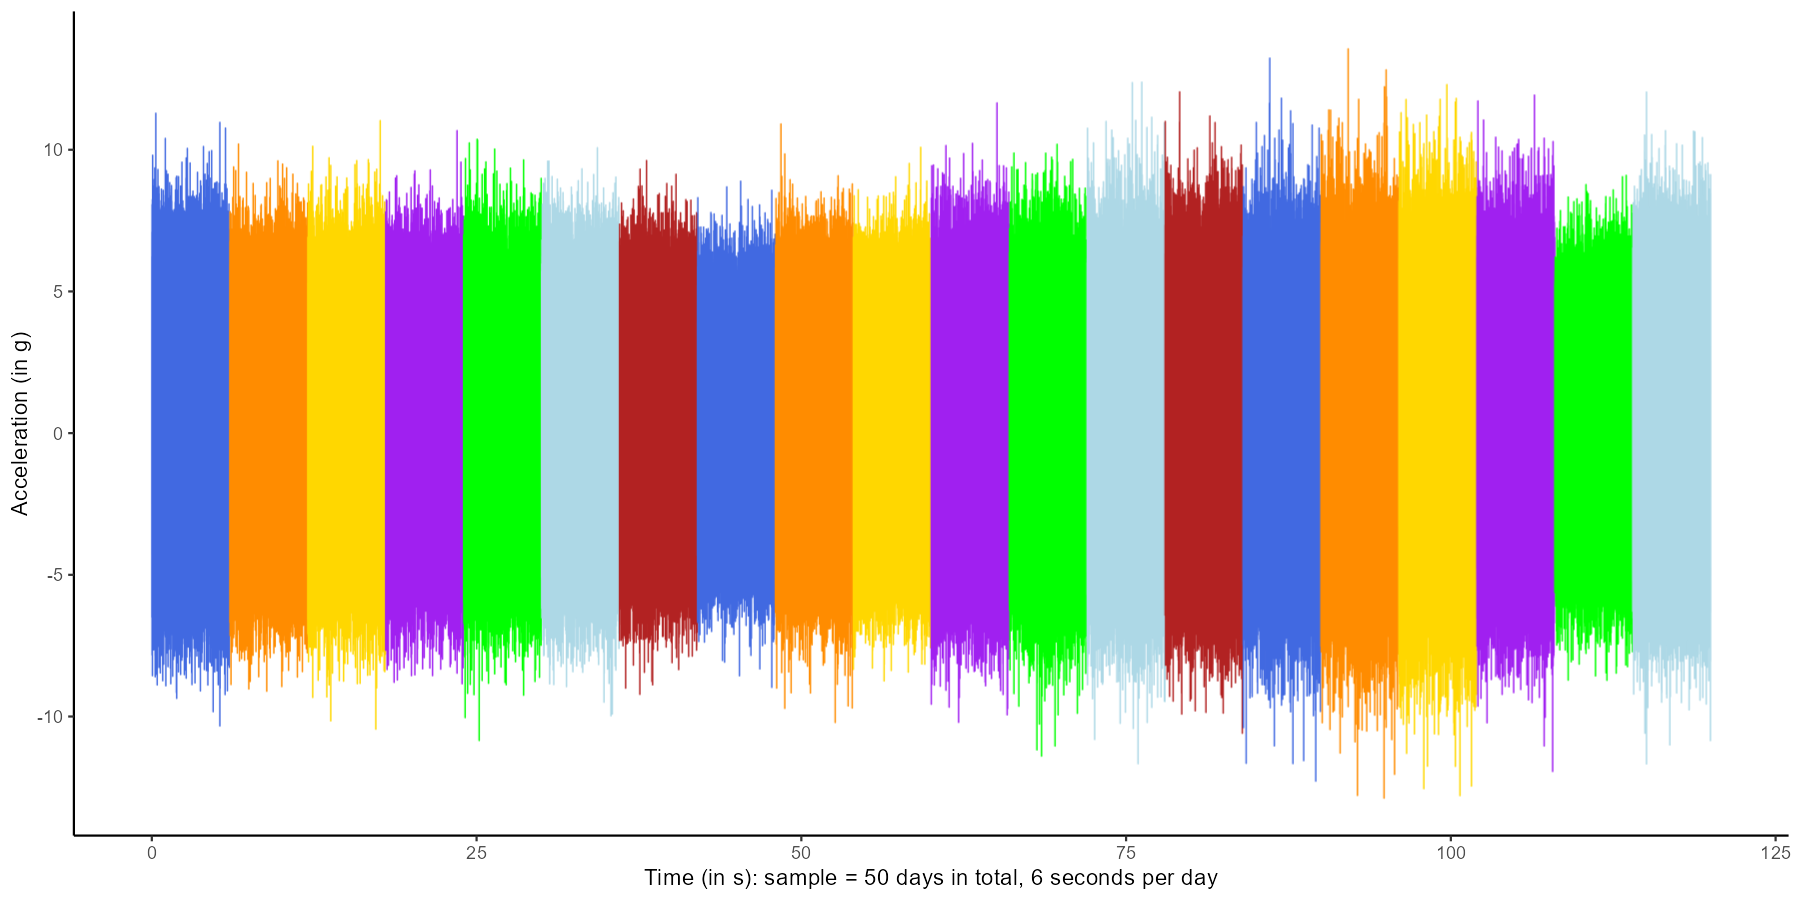 Acceleration (in g)
10
5
0
-5
-10
0 25 50 75 100 125
Time (in s): sample = 50 days in total, 6 seconds per day